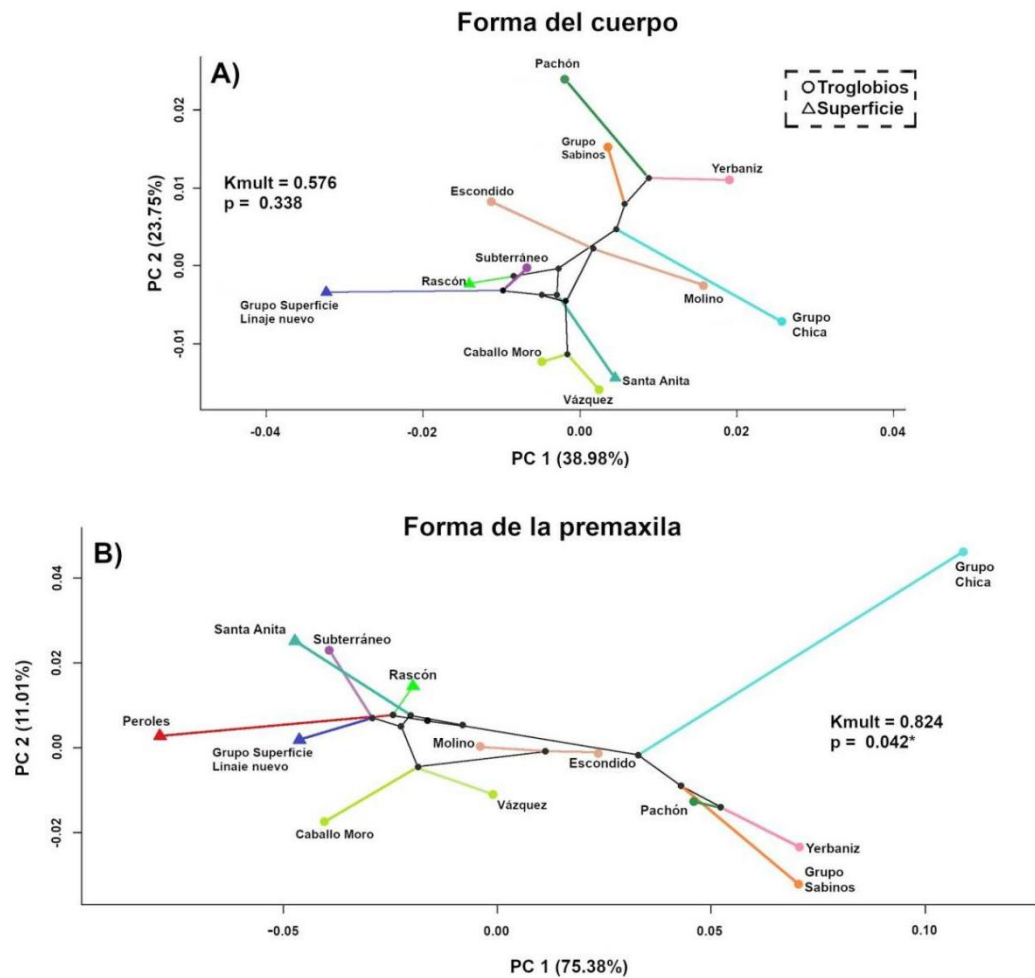 Forma del cuerpo
A)
Pachón
Troglobios
Superficie
Grupo
Sabinos
Yerbaniz
Kmult = 0.576
p = 0.338
Escondido
Subterráneo
Rascón
Grupo Superficie
Linaje nuevo
Molino
Grupo
Chica
Caballo Moro
Santa Anita
Vázquez
PC 2 (23.75%)
0.02
0.01
0.00
-0.01
-0.04
-0.02
0.00
0.02
0.04
PC 1 (38.98%)
Forma de la premaxila
B)
Grupo
Chica
Santa Anita
Subterráneo
Rascón
Peroles
Grupo Superficie
Linaje nuevo
Molino
Escondido
Kmult = 0.824
p = 0.042*
Caballo Moro
Vázquez
Pachón
Yerbaniz
Grupo
Sabinos
PC 2 (11.01%)
0.04
0.02
0.00
-0.02
-0.05
0.00
0.05
0.10
PC 1 (75.38%)